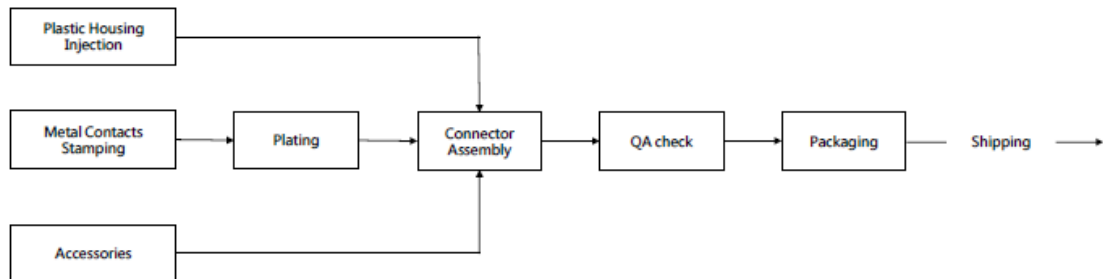 Plastic Housing
Injection
Metal Contacts
Stamping
Plating
Connector
Assembly
QA check
Packaging
Shipping
Accessories